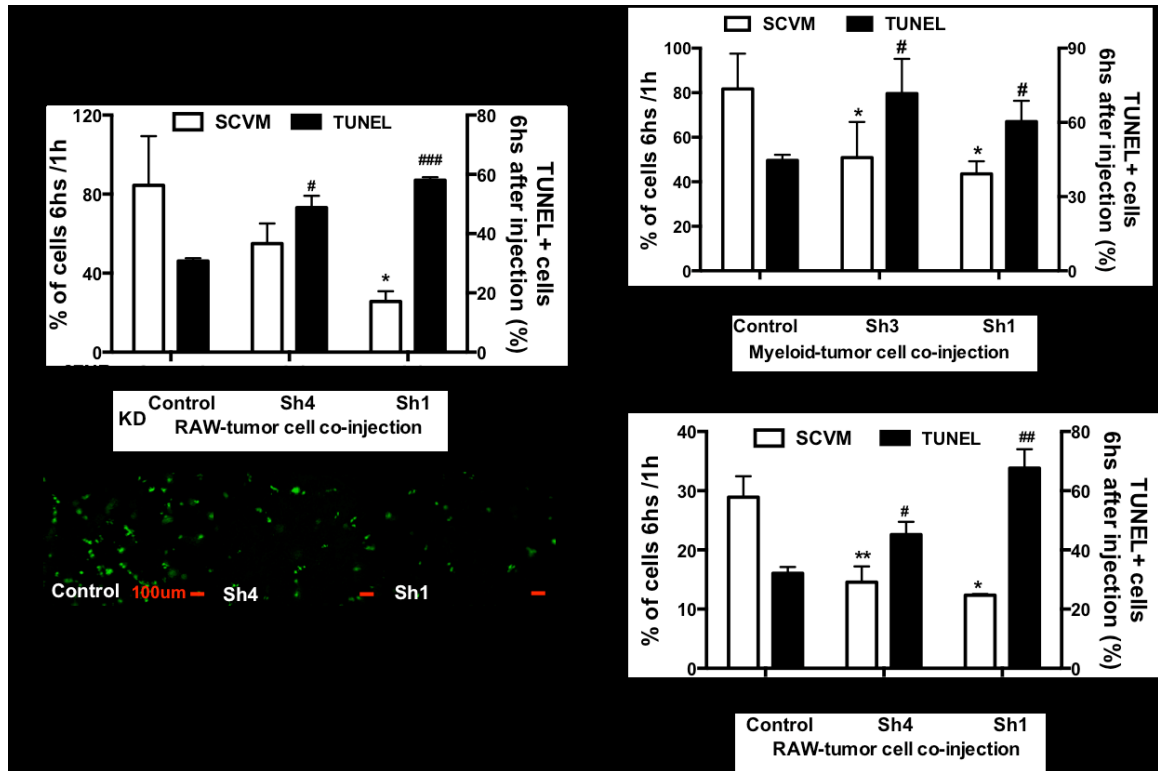 SCVM TUNEL
120
80
40
0
% of cells 6hs /1h
###
#
*
80
60
40
20
0
TUNEL+ cells
6hs after injection (%)
Control Sh4 Sh1
KD RAW-tumor cell co-injection
Control 100um Sh4 Sh1
SCVM TUNEL
100
80
60
40
20
0
% of cells 6hs /1h
#
*
#
*
90
60
30
0
TUNEL+ cells
6hs after injection (%)
Control Sh3 Sh1
Myeloid-tumor cell co-injection
SCVM TUNEL
40
30
20
10
0
% of cells 6hs /1h
##
#
**
*
80
60
40
20
0
TUNEL+ cells
6hs after injection (%)
Control Sh4 Sh1
RAW-tumor cell co-injection